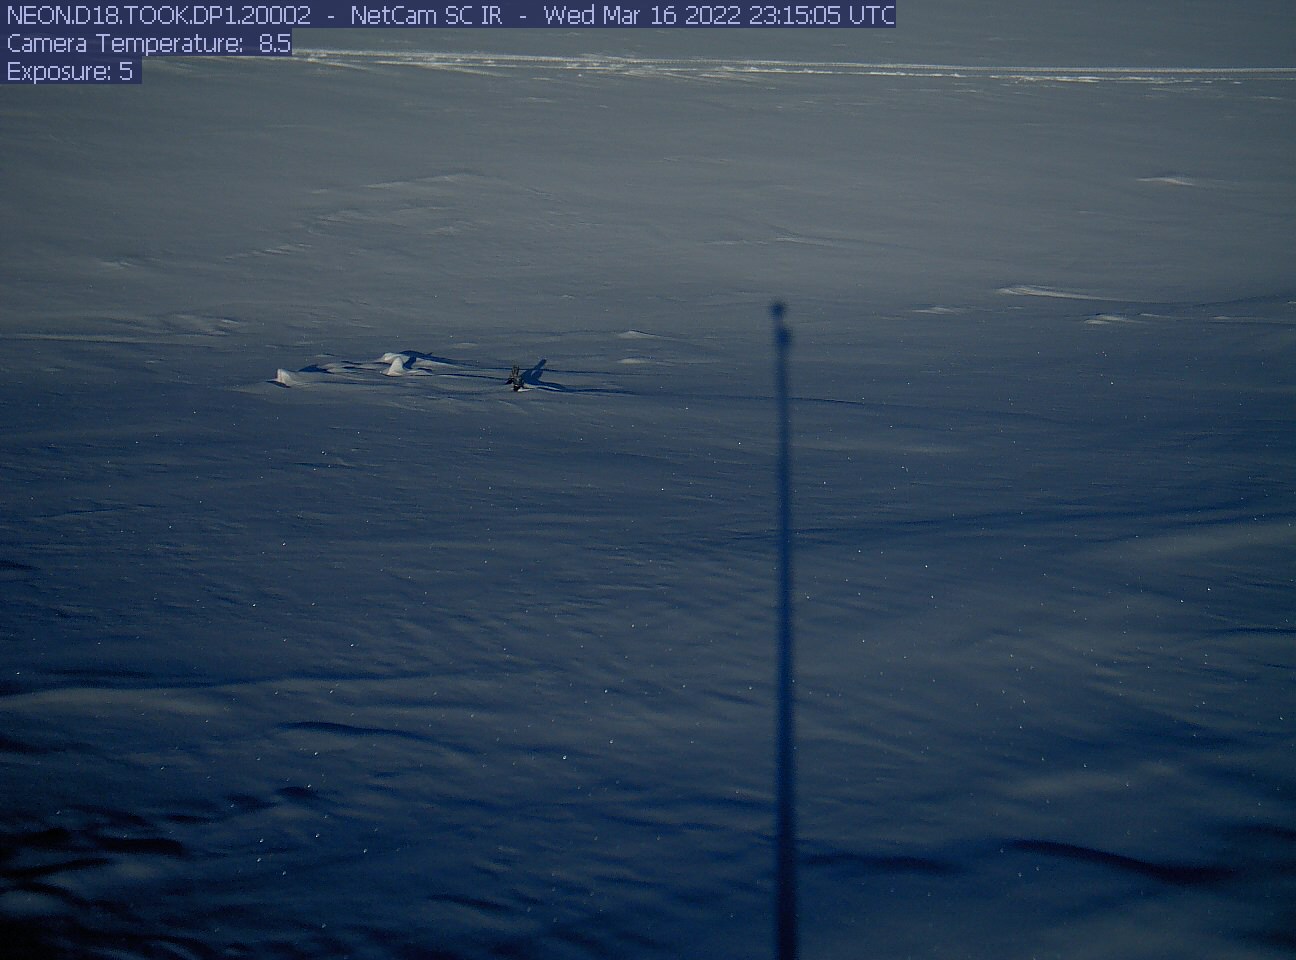 NEON.D18.TOOK.DP1.20002 - NetCam SC IR - Wed Mar 16 2022 23:15:05 UTC
Camera Temperature: 8.5
Exposure: 5